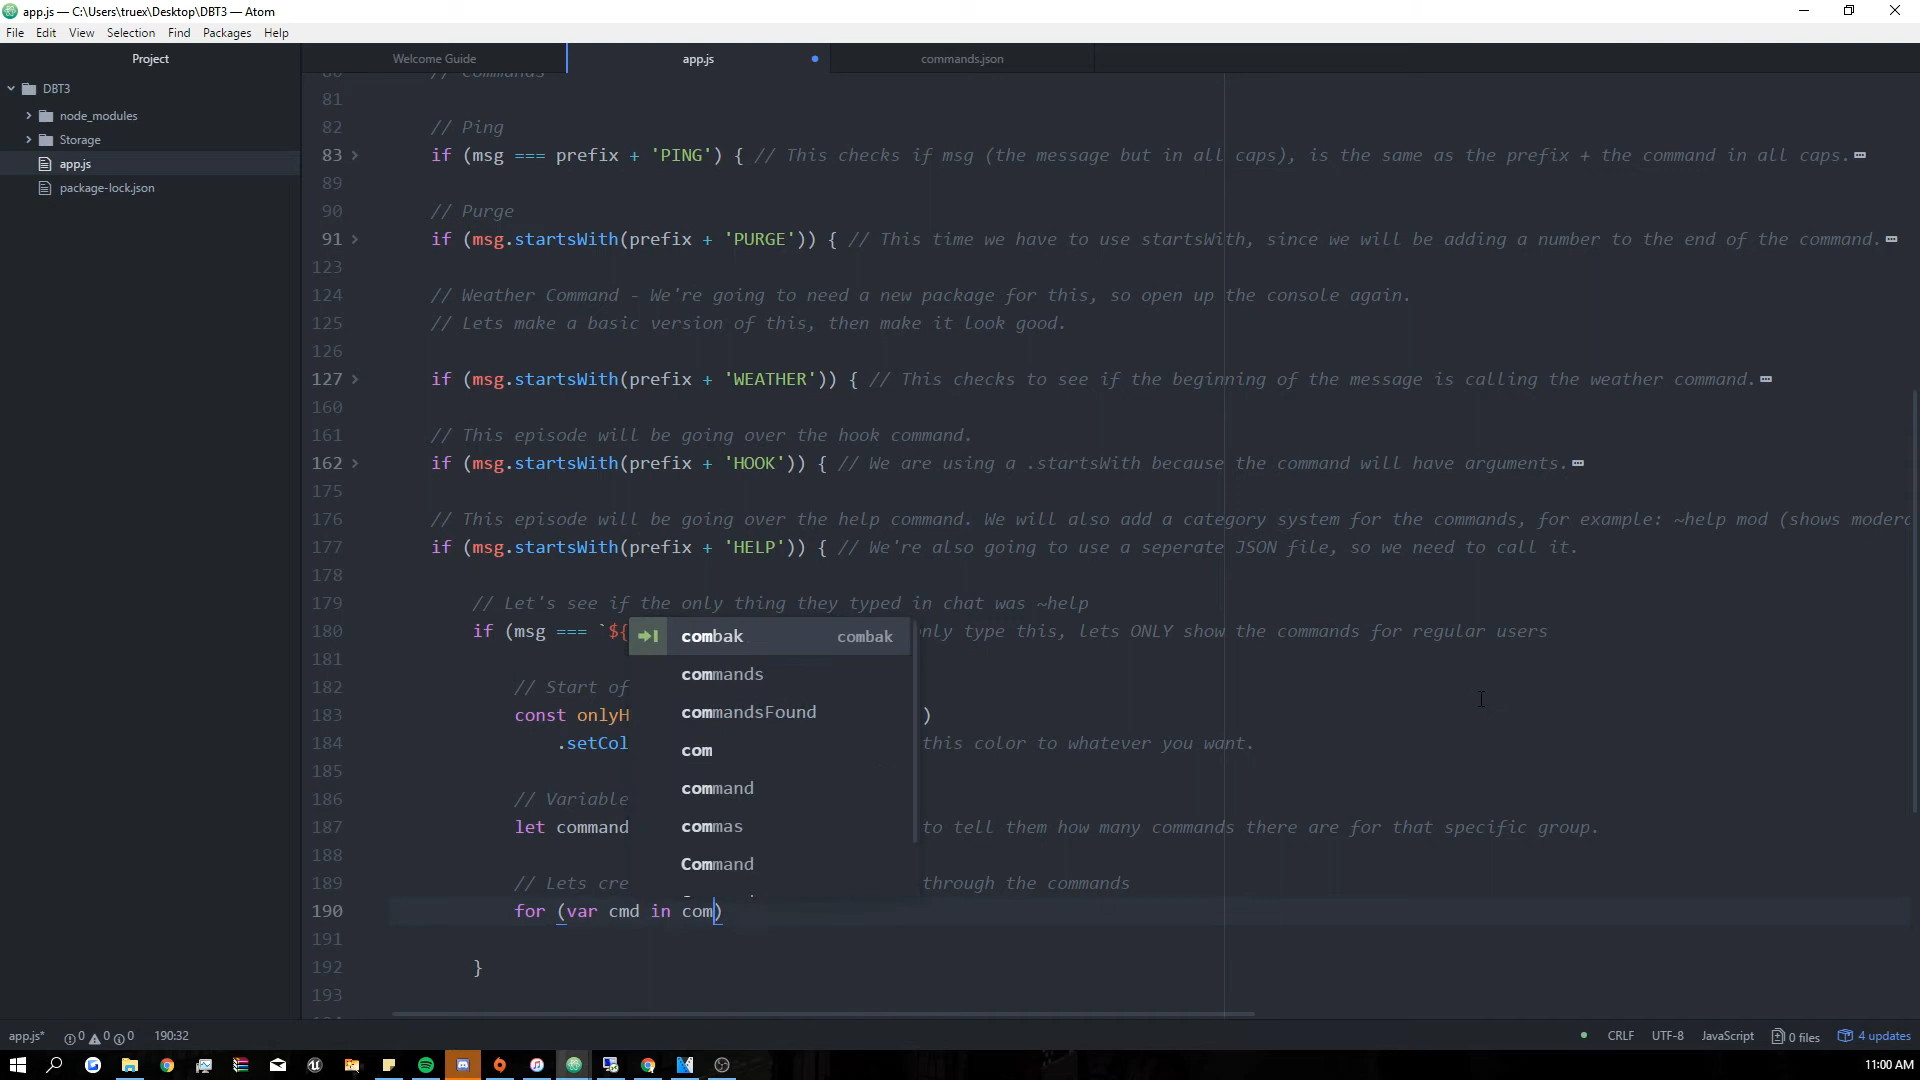 app.js — C:\Users\truex\Desktop\DBT3 — Atom
File Edit View Selection Find Packages Help
Project
Welcome Guide
app.js
commands.json
DBT3
node_modules
Storage
app.js
package-lock.json
80 // Commands
81
82 // Ping
83 if (msg === prefix + 'PING') { // This checks if msg (the message but in all caps), is the same as the prefix + the command in all caps.
89
90 // Purge
91 if (msg.startsWith(prefix + 'PURGE')) { // This time we have to use startsWith, since we will be adding a number to the end of the command.
123
124 // Weather Command - We're going to need a new package for this, so open up the console again.
125 // Lets make a basic version of this, then make it look good.
126
127 if (msg.startsWith(prefix + 'WEATHER')) { // This checks to see if the beginning of the message is calling the weather command.
160
161 // This episode will be going over the hook command.
162 if (msg.startsWith(prefix + 'HOOK')) { // We are using a .startsWith because the command will have arguments.
175
176 // This episode will be going over the help command. We will also add a category system for the commands, for example: ~help mod (shows modera
177 if (msg.startsWith(prefix + 'HELP')) { // We're also going to use a seperate JSON file, so we need to call it.
178
179 // Let's see if the only thing they typed in chat was ~help
180 if (msg === `${ nly type this, lets ONLY show the commands for regular users
181
182 // Start of
183 const onlyH )
184 .setCol this color to whatever you want.
185
186 // Variable
187 let command to tell them how many commands there are for that specific group.
188
189 // Lets cre through the commands
190 for (var cmd in com)
191
192 }
193
combak combak
commands
commandsFound
com
command
commas
Command
app.js* 0 0 0 190:32
CRLF UTF-8 JavaScript 0 files 4 updates
11:00 AM